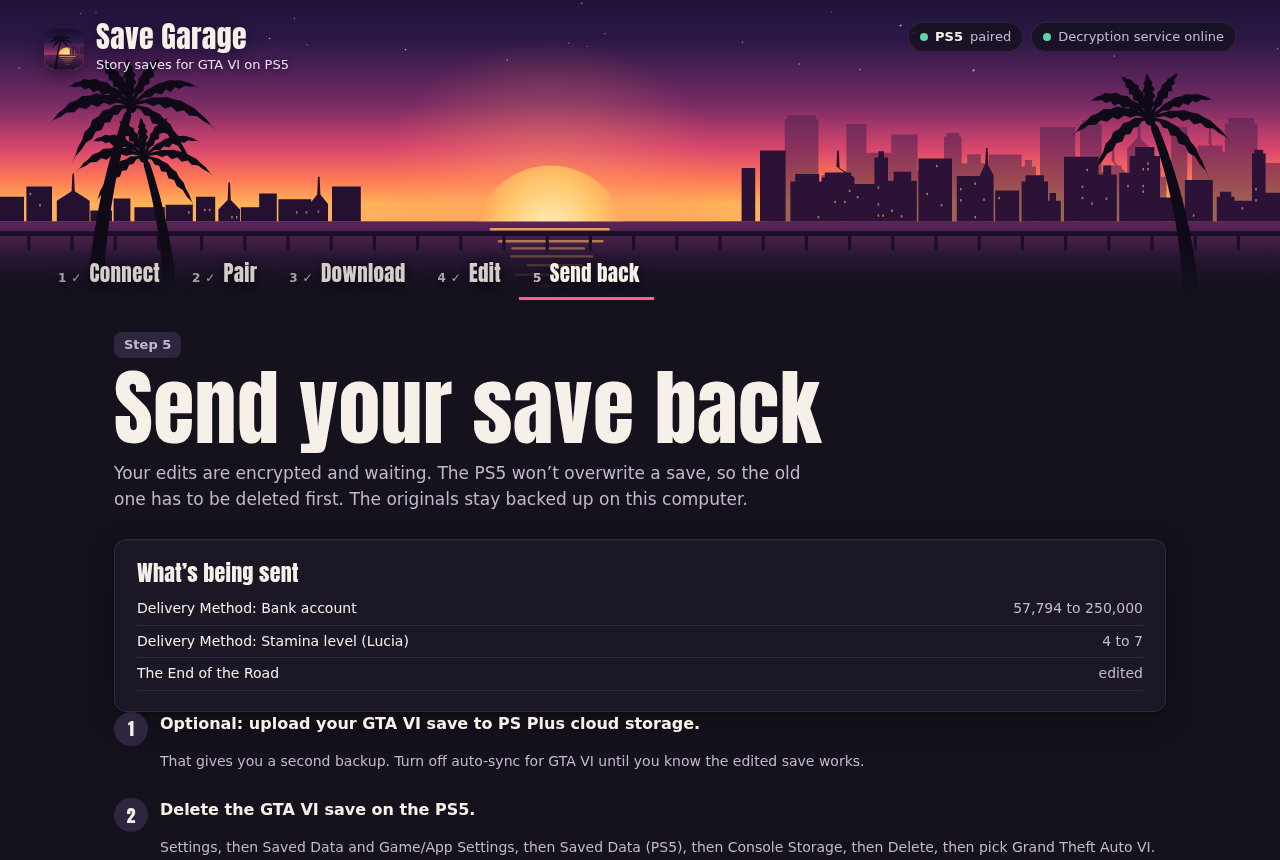 Save Garage
Story saves for GTA VI on PS5
PS5 paired
Decryption service online
1 ✓ Connect
2 ✓ Pair
3 ✓ Download
4 ✓ Edit
5 Send back
Step 5
Send your save back
Your edits are encrypted and waiting. The PS5 won’t overwrite a save, so the old
one has to be deleted first. The originals stay backed up on this computer.
What’s being sent
Delivery Method: Bank account 57,794 to 250,000
Delivery Method: Stamina level (Lucia) 4 to 7
The End of the Road edited
1 Optional: upload your GTA VI save to PS Plus cloud storage.
That gives you a second backup. Turn off auto-sync for GTA VI until you know the edited save works.
2 Delete the GTA VI save on the PS5.
Settings, then Saved Data and Game/App Settings, then Saved Data (PS5), then Console Storage, then Delete, then pick Grand Theft Auto VI.